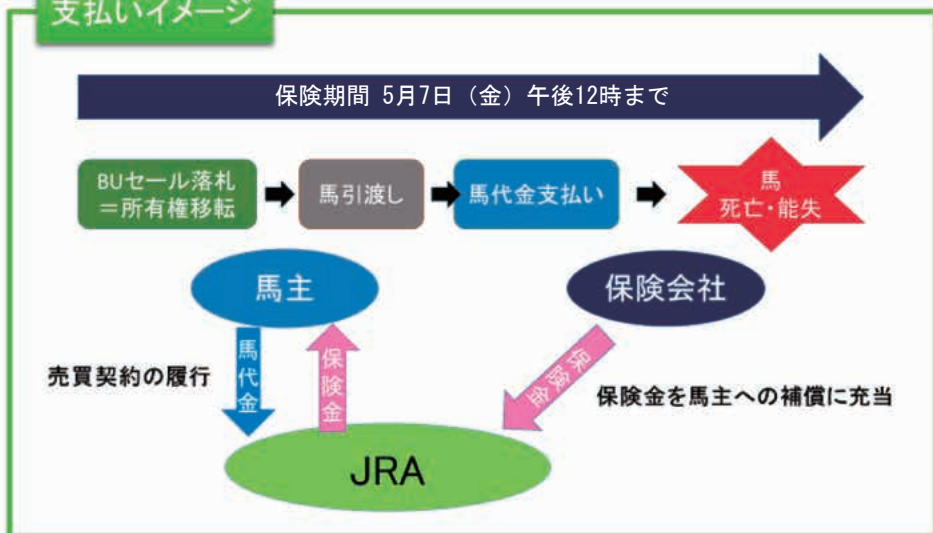 支払いイメージ
保険期間 5月7日（金）午後12時まで
BUセール落札
＝所有権移転
馬引渡し
馬代金支払い
馬
死亡・能失
馬主
保険会社
売買契約の履行
馬代金
保険金
保険金
保険金を馬主への補償に充当
JRA